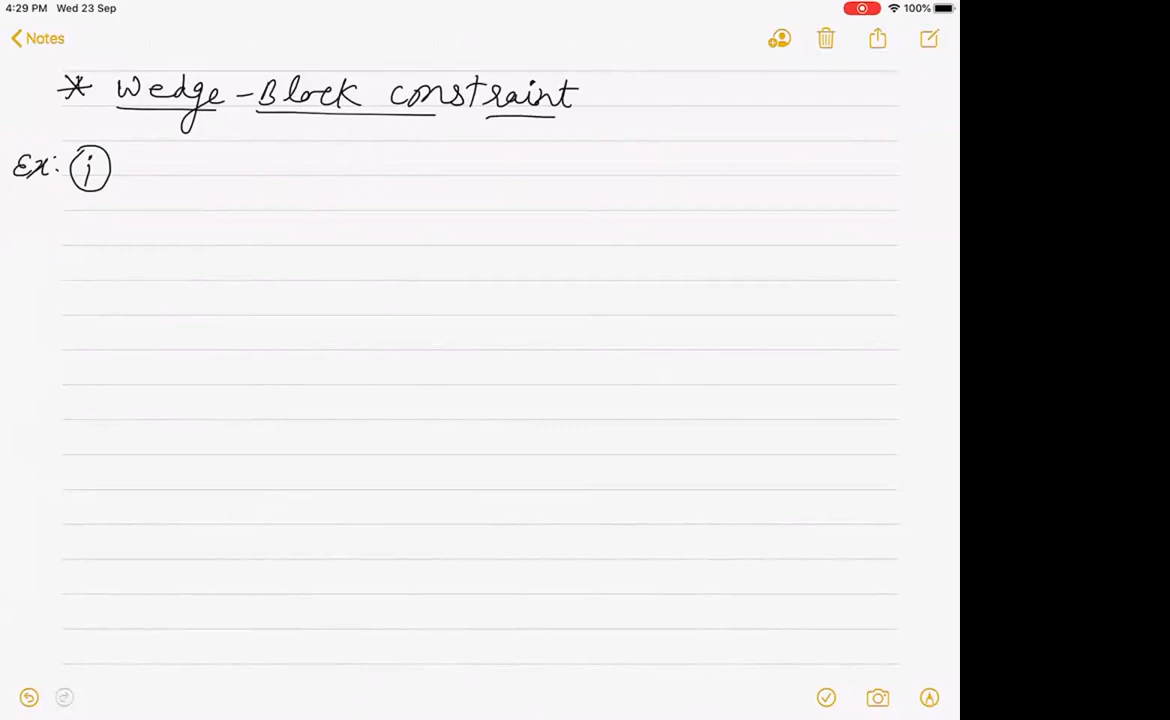 4:29 PM Wed 23 Sep 100%
Notes
* Wedge - Block constraint
Ex: i